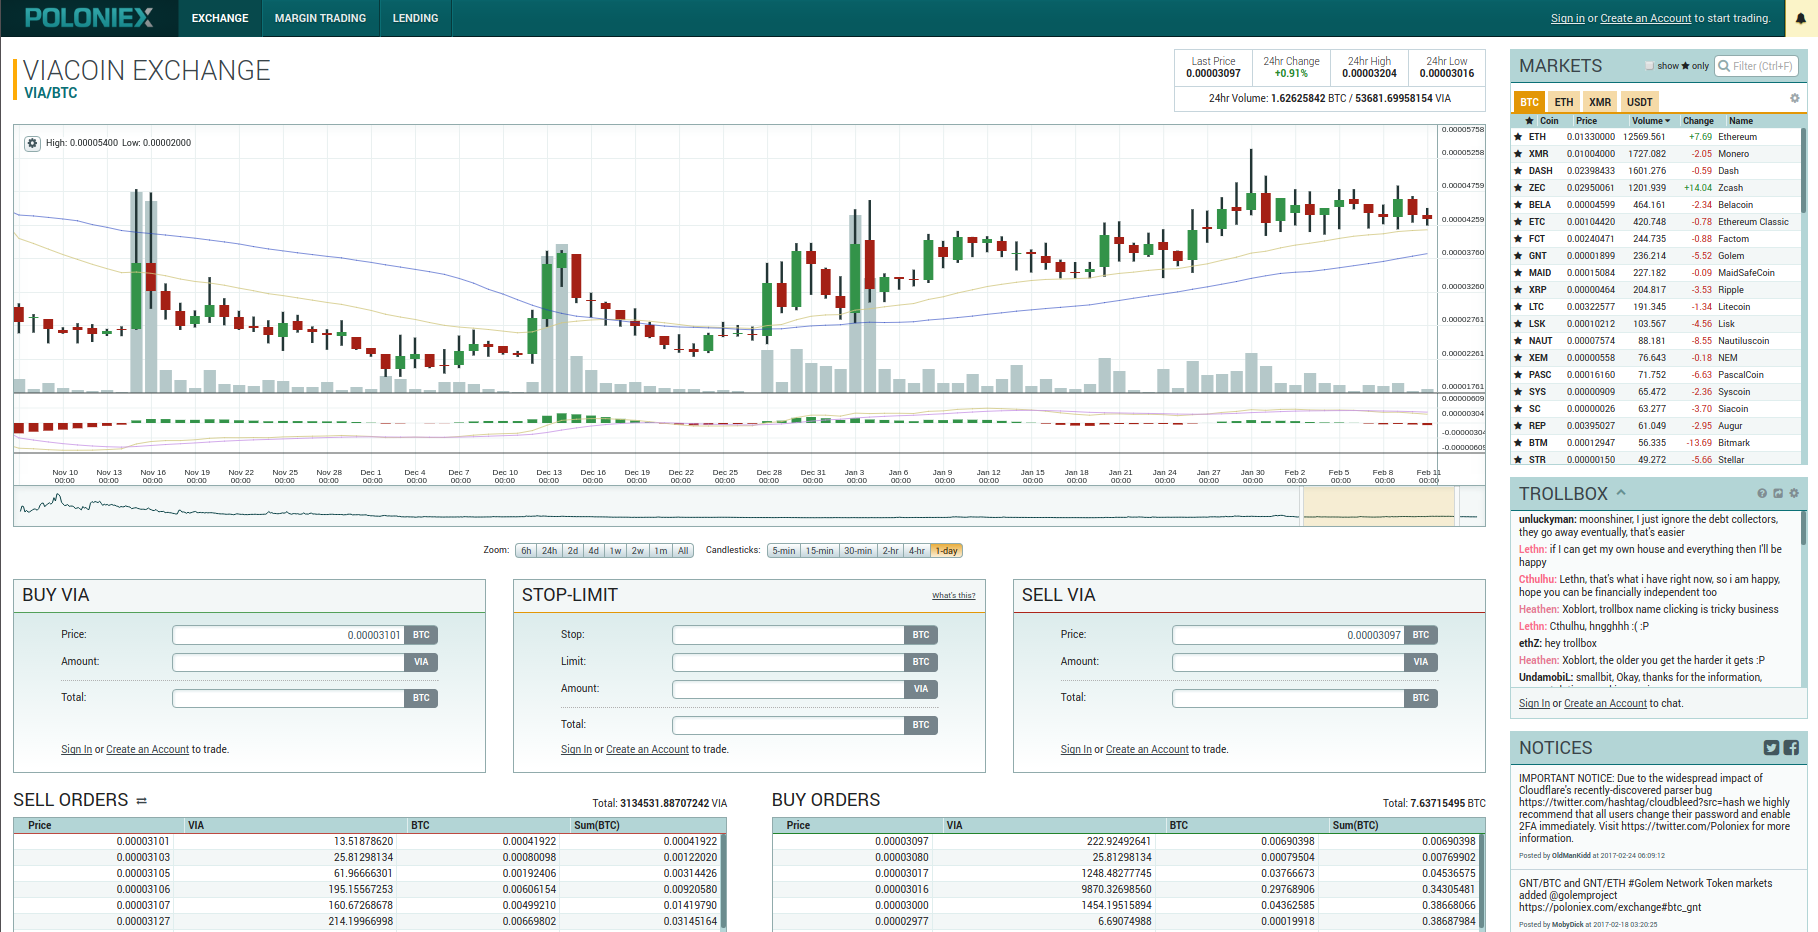 POLONIEX
EXCHANGE
MARGIN TRADING
LENDING
Sign in or Create an Account to start trading.
VIACOIN EXCHANGE
VIA/BTC
Last Price 24hr Change 24hr High 24hr Low
0.00003097 +0.91% 0.00003204 0.00003016
24hr Volume: 1.62625842 BTC / 53681.69958154 VIA
High: 0.00005400 Low: 0.00002000
0.00005758
0.00005258
0.00004759
0.00004259
0.00003760
0.00003260
0.00002761
0.00002261
0.00001761
0.00000609
0.00000304
-0.00000304
-0.00000609
Nov 10 Nov 13 Nov 16 Nov 19 Nov 22 Nov 25 Nov 28 Dec 1 Dec 4 Dec 7 Dec 10 Dec 13 Dec 16 Dec 19 Dec 22 Dec 25 Dec 28 Dec 31 Jan 3 Jan 6 Jan 9 Jan 12 Jan 15 Jan 18 Jan 21 Jan 24 Jan 27 Jan 30 Feb 2 Feb 5 Feb 8 Feb 11
00:00 00:00 00:00 00:00 00:00 00:00 00:00 00:00 00:00 00:00 00:00 00:00 00:00 00:00 00:00 00:00 00:00 00:00 00:00 00:00 00:00 00:00 00:00 00:00 00:00 00:00 00:00 00:00 00:00 00:00 00:00 00:00
Zoom: 6h 24h 2d 4d 1w 2w 1m All Candlesticks: 5-min 15-min 30-min 2-hr 4-hr 1-day
BUY VIA
Price: 0.00003101 BTC
Amount: VIA
Total: BTC
Sign In or Create an Account to trade.
STOP-LIMIT What's this?
Stop: BTC
Limit: BTC
Amount: VIA
Total: BTC
Sign In or Create an Account to trade.
SELL VIA
Price: 0.00003097 BTC
Amount: VIA
Total: BTC
Sign In or Create an Account to trade.
SELL ORDERS Total: 3134531.88707242 VIA
Price VIA BTC Sum(BTC)
0.00003101 13.51878620 0.00041922 0.00041922
0.00003103 25.81298134 0.00080098 0.00122020
0.00003105 61.96666301 0.00192406 0.00314426
0.00003106 195.15567253 0.00606154 0.00920580
0.00003107 160.67268678 0.00499210 0.01419790
0.00003127 214.19966998 0.00669802 0.03145164
BUY ORDERS Total: 7.63715495 BTC
Price VIA BTC Sum(BTC)
0.00003097 222.92492641 0.00690398 0.00690398
0.00003080 25.81298134 0.00079504 0.00769902
0.00003017 1248.48277745 0.03766673 0.04536575
0.00003016 9870.32698560 0.29768906 0.34305481
0.00003000 1454.19515894 0.04362585 0.38668066
0.00002977 6.69074988 0.00019918 0.38687984
MARKETS show ★ only Filter (Ctrl+F)
BTC ETH XMR USDT
★ Coin Price Volume Change Name
★ ETH 0.01330000 12569.561 +7.69 Ethereum
★ XMR 0.01004000 1727.082 -2.05 Monero
★ DASH 0.02398433 1601.276 -0.59 Dash
★ ZEC 0.02950061 1201.939 +14.04 Zcash
★ BELA 0.00004599 464.161 -2.34 Belacoin
★ ETC 0.00104420 420.748 -0.78 Ethereum Classic
★ FCT 0.00240471 244.735 -0.88 Factom
★ GNT 0.00001899 236.214 -5.52 Golem
★ MAID 0.00015084 227.182 -0.09 MaidSafeCoin
★ XRP 0.00000464 204.817 -3.53 Ripple
★ LTC 0.00322577 191.345 -1.34 Litecoin
★ LSK 0.00010212 103.567 -4.56 Lisk
★ NAUT 0.00007574 88.181 -8.55 Nautiluscoin
★ XEM 0.00000558 76.643 -0.18 NEM
★ PASC 0.00016160 71.752 -6.63 PascalCoin
★ SYS 0.00000909 65.472 -2.36 Syscoin
★ SC 0.00000026 63.277 -3.70 Siacoin
★ REP 0.00395027 61.049 -2.95 Augur
★ BTM 0.00012947 56.335 -13.69 Bitmark
★ STR 0.00000150 49.272 -5.66 Stellar
TROLLBOX
unluckyman: moonshiner, I just ignore the debt collectors,
they go away eventually, that's easier
Lethn: if I can get my own house and everything then I'll be
happy
Cthulhu: Lethn, that's what i have right now, so i am happy,
hope you can be financially independent too
Heathen: Xoblort, trollbox name clicking is tricky business
Lethn: Cthulhu, hngghhh :( :P
ethZ: hey trollbox
Heathen: Xoblort, the older you get the harder it gets :P
UndamobiL: smallbit, Okay, thanks for the information,
Sign In or Create an Account to chat.
NOTICES
IMPORTANT NOTICE: Due to the widespread impact of
Cloudflare's recently-discovered parser bug
https://twitter.com/hashtag/cloudbleed?src=hash we highly
recommend that all users change their password and enable
2FA immediately. Visit https://twitter.com/Poloniex for more
information.
Posted by OldManKidd at 2017-02-24 06:09:12
GNT/BTC and GNT/ETH #Golem Network Token markets
added @golemproject
https://poloniex.com/exchange#btc_gnt
Posted by MobyDick at 2017-02-18 03:20:25